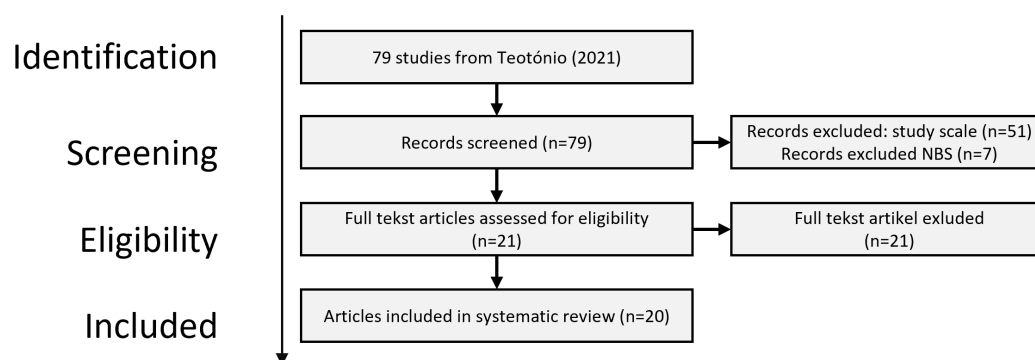 Identification
79 studies from Teotónio (2021)
Screening
Records screened (n=79)
Records excluded: study scale (n=51)
Records excluded NBS (n=7)
Eligibility
Full tekst articles assessed for eligibility
(n=21)
Full tekst artikel exluded
(n=21)
Included
Articles included in systematic review (n=20)